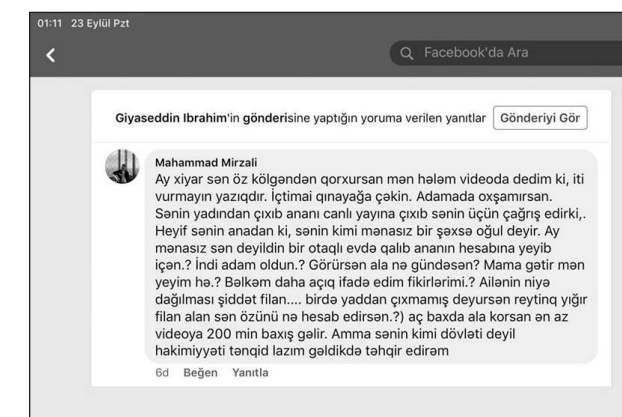 01:11 23 Eylül Pzt
Facebook'da Ara
Giyaseddin Ibrahim'in gönderisine yaptığın yoruma verilen yanıtlar Gönderiyi Gör
Mahammad Mirzali
Ay xiyar sən öz kölgəndən qorxursan mən hələm videoda dedim ki, iti
vurmayın yazıqdır. İçtimai qınayağa çəkin. Adamada oxşamırsan.
Sənin yadından çıxıb ananı canlı yayına çıxıb sənin üçün çağrış edirki,.
Heyif sənin anadan ki, sənin kimi mənasız bir şəxsə oğul deyir. Ay
mənasız sən deyildin bir otaqlı evdə qalıb ananın hesabına yeyib
içən.? İndi adam oldun.? Görürsən ala nə gündəsən? Mama gətir mən
yeyim hə.? Bəlkəm daha açıq ifadə edim fikirlərimi.? Ailənin niyə
dağılması şiddət filan.... birdə yaddan çıxmamış deyursən reytinq yığır
filan alan sən özünü nə hesab edirsən.?) aç baxda ala korsan ən az
videoya 200 min baxış gəlir. Amma sənin kimi dövləti deyil
hakimiyyəti tənqid lazım gəldikdə təhqir edirəm
6d Beğen Yanıtla